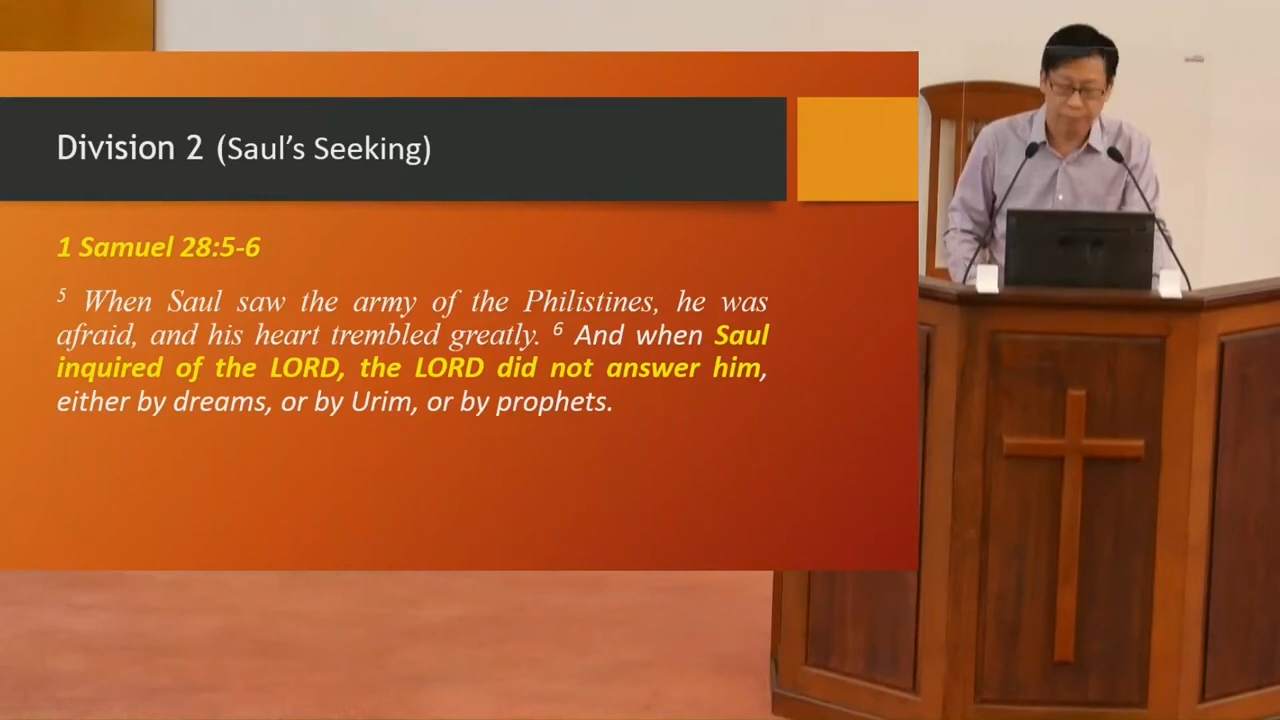 Division 2 (Saul’s Seeking)
1 Samuel 28:5-6
5 When Saul saw the army of the Philistines, he was
afraid, and his heart trembled greatly. 6 And when Saul
inquired of the LORD, the LORD did not answer him,
either by dreams, or by Urim, or by prophets.